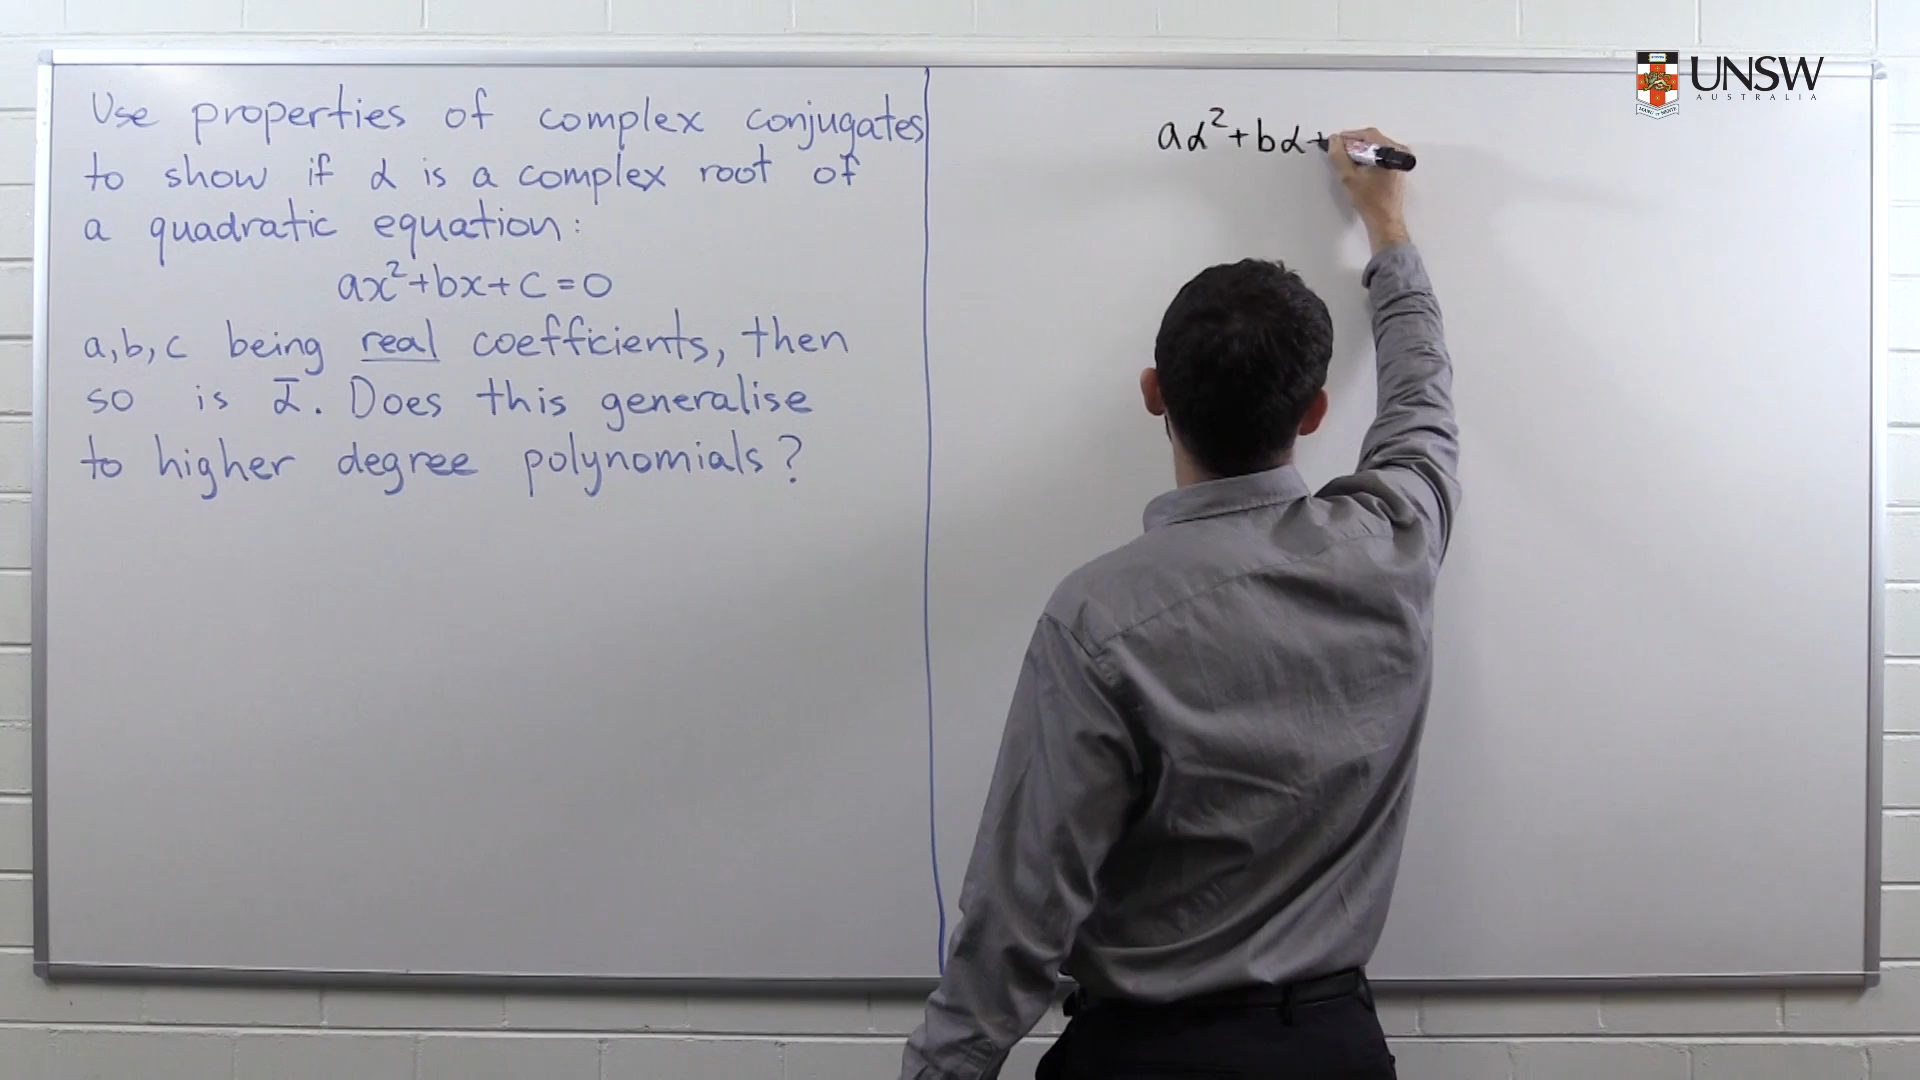 Use properties of complex conjugates
to show if α is a complex root of
a quadratic equation:
ax²+bx+c=0
a,b,c being real coefficients, then
so is ᾱ. Does this generalise
to higher degree polynomials?
aα²+bα+
UNSW
AUSTRALIA